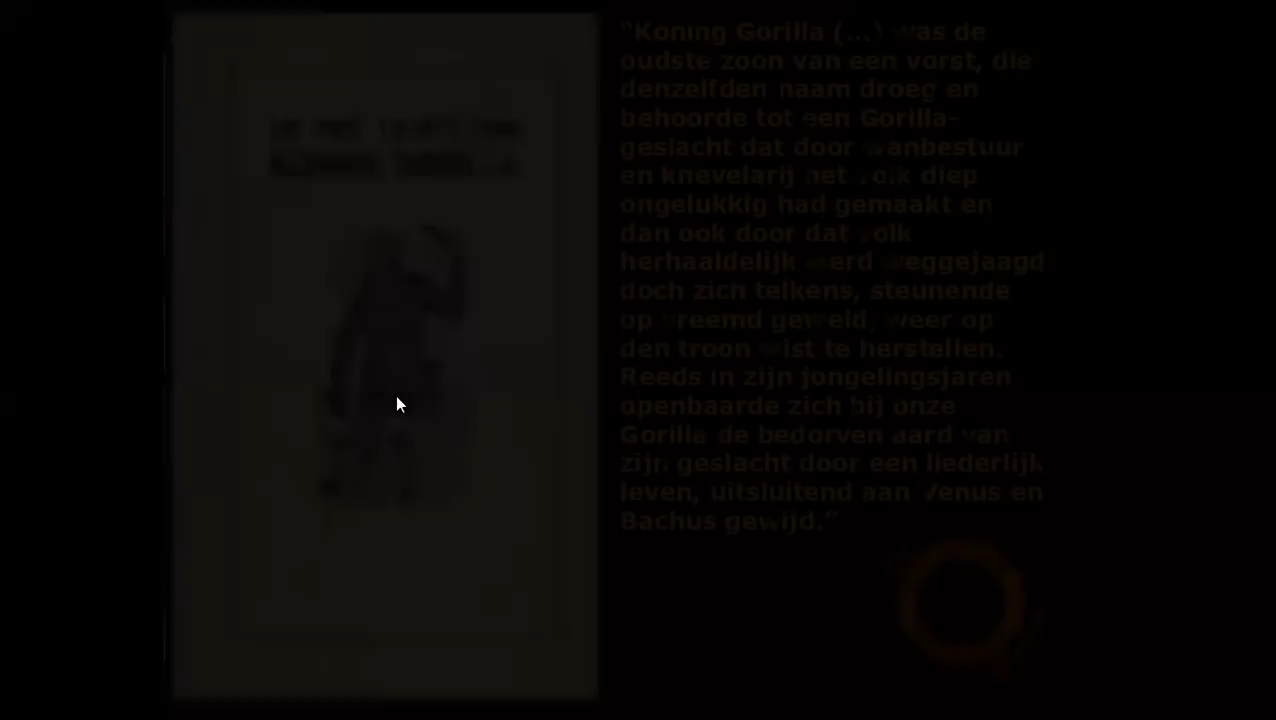 “Koning Gorilla (...) was de
oudste zoon van een vorst, die
denzelfden naam droeg en
behoorde tot een Gorilla-
geslacht dat door wanbestuur
en knevelarij het volk diep
ongelukkig had gemaakt en
dan ook door dat volk
herhaaldelijk werd weggejaagd
doch zich telkens, steunende
op vreemd geweld, weer op
den troon wist te herstellen.
Reeds in zijn jongelingsjaren
openbaarde zich bij onze
Gorilla de bedorven aard van
zijn geslacht door een liederlijk
leven, uitsluitend aan Venus en
Bachus gewijd.”